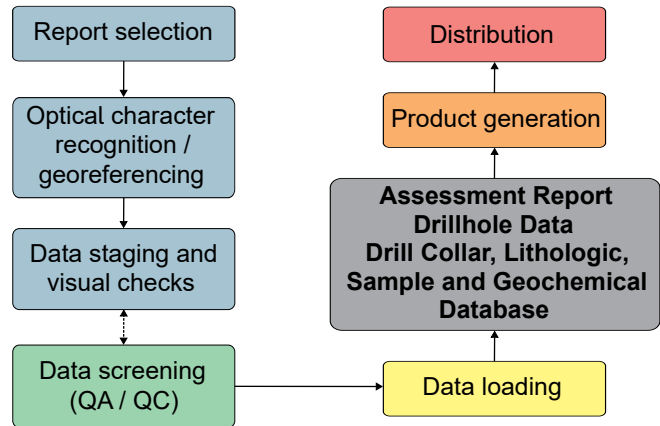 Report selection
Optical character
recognition /
georeferencing
Data staging and
visual checks
Data screening
(QA / QC)
Data loading
Assessment Report
Drillhole Data
Drill Collar, Lithologic,
Sample and Geochemical
Database
Product generation
Distribution